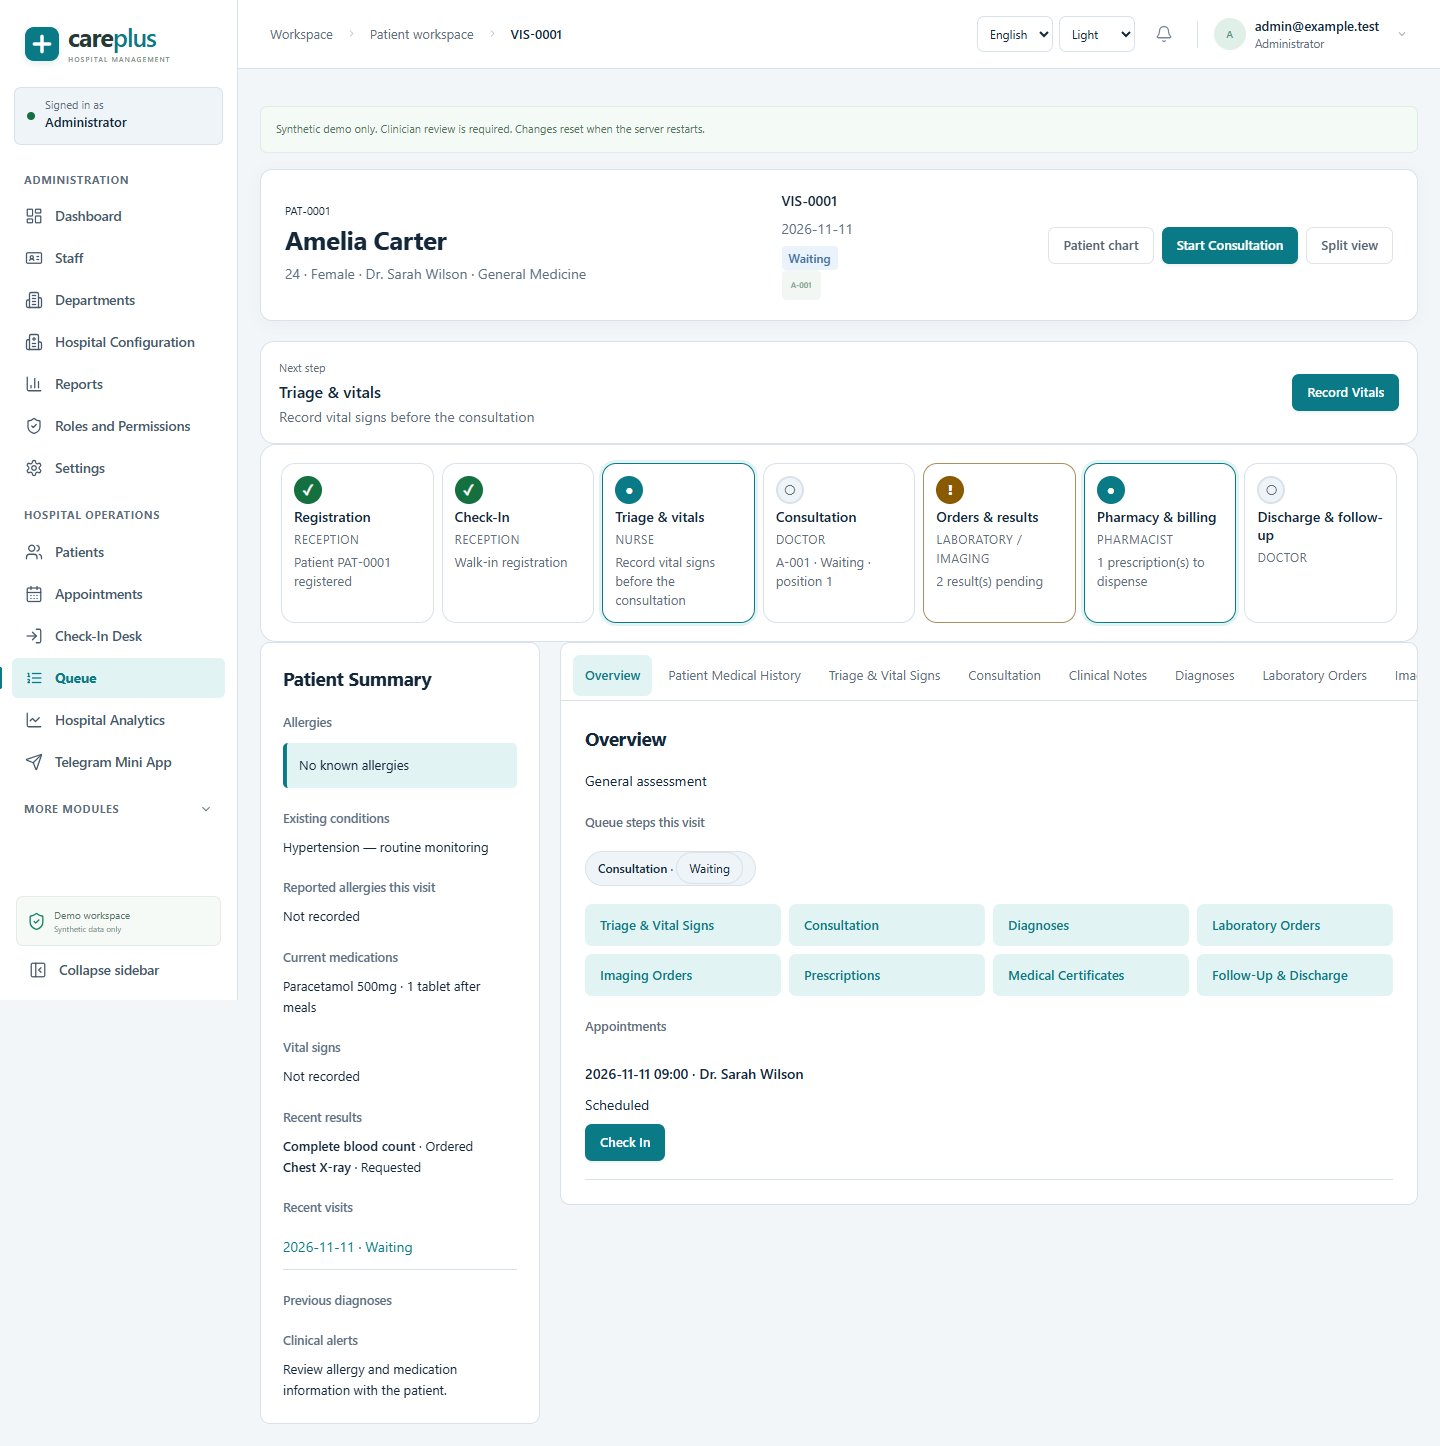 careplus
HOSPITAL MANAGEMENT
Signed in as
Administrator
ADMINISTRATION
Dashboard
Staff
Departments
Hospital Configuration
Reports
Roles and Permissions
Settings
HOSPITAL OPERATIONS
Patients
Appointments
Check-In Desk
Queue
Hospital Analytics
Telegram Mini App
MORE MODULES
Demo workspace
Synthetic data only
Collapse sidebar
Workspace
Patient workspace
VIS-0001
English
Light
A
admin@example.test
Administrator
Synthetic demo only. Clinician review is required. Changes reset when the server restarts.
PAT-0001
Amelia Carter
24 · Female · Dr. Sarah Wilson · General Medicine
VIS-0001
2026-11-11
Waiting
A-001
Patient chart
Start Consultation
Split view
Next step
Triage & vitals
Record vital signs before the consultation
Record Vitals
Registration
RECEPTION
Patient PAT-0001
registered
Check-In
RECEPTION
Walk-in registration
Triage & vitals
NURSE
Record vital signs
before the
consultation
Consultation
DOCTOR
A-001 · Waiting ·
position 1
Orders & results
LABORATORY /
IMAGING
2 result(s) pending
Pharmacy & billing
PHARMACIST
1 prescription(s) to
dispense
Discharge & follow-
up
DOCTOR
Patient Summary
Allergies
No known allergies
Existing conditions
Hypertension — routine monitoring
Reported allergies this visit
Not recorded
Current medications
Paracetamol 500mg · 1 tablet after
meals
Vital signs
Not recorded
Recent results
Complete blood count · Ordered
Chest X-ray · Requested
Recent visits
2026-11-11 · Waiting
Previous diagnoses
Clinical alerts
Review allergy and medication
information with the patient.
Overview
Patient Medical History
Triage & Vital Signs
Consultation
Clinical Notes
Diagnoses
Laboratory Orders
Overview
General assessment
Queue steps this visit
Consultation · Waiting
Triage & Vital Signs
Consultation
Diagnoses
Laboratory Orders
Imaging Orders
Prescriptions
Medical Certificates
Follow-Up & Discharge
Appointments
2026-11-11 09:00 · Dr. Sarah Wilson
Scheduled
Check In